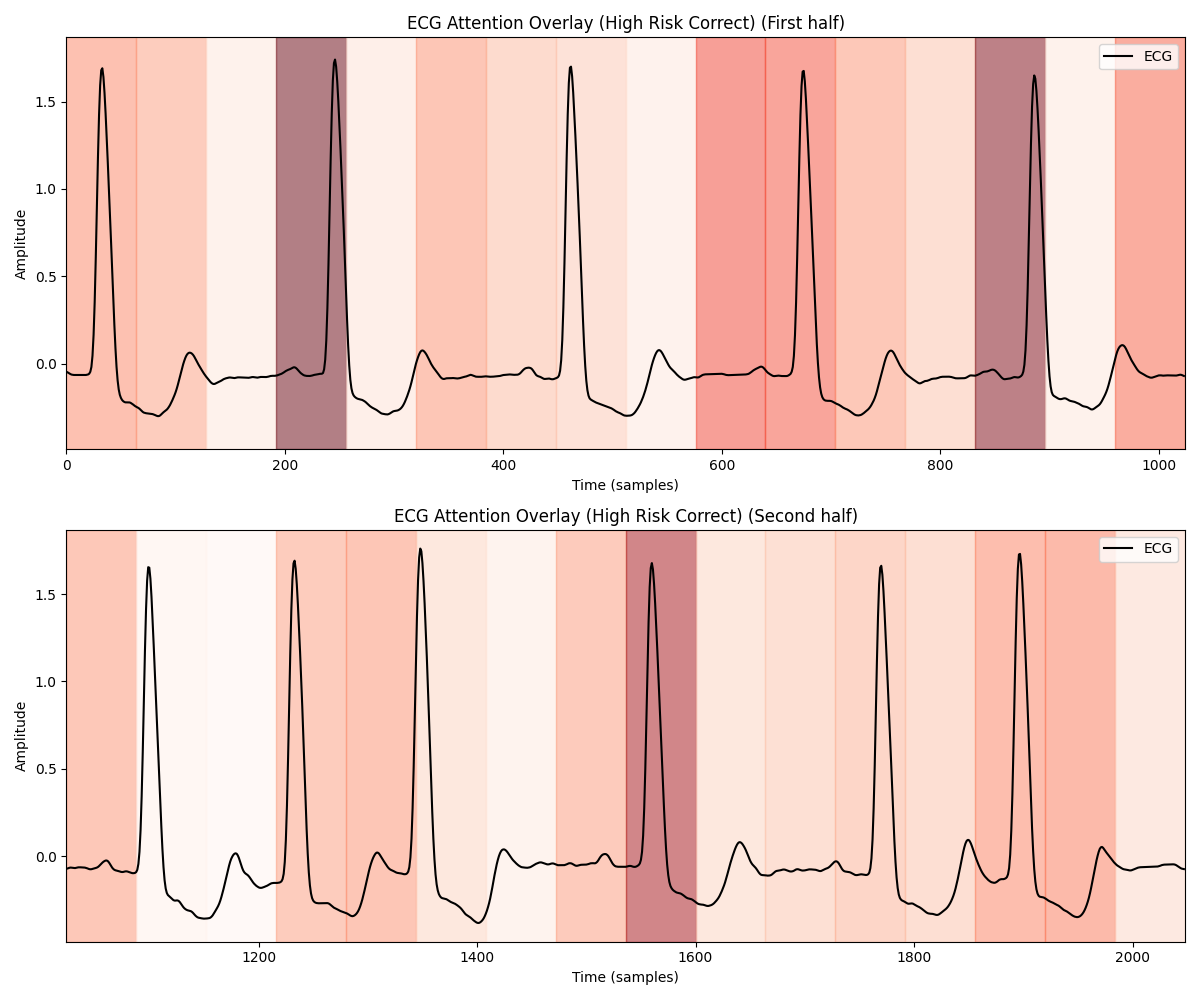 ECG Attention Overlay (High Risk Correct) (First half)
ECG
Amplitude
1.5
1.0
0.5
0.0
0 200 400 600 800 1000
Time (samples)
ECG Attention Overlay (High Risk Correct) (Second half)
ECG
Amplitude
1.5
1.0
0.5
0.0
1200 1400 1600 1800 2000
Time (samples)